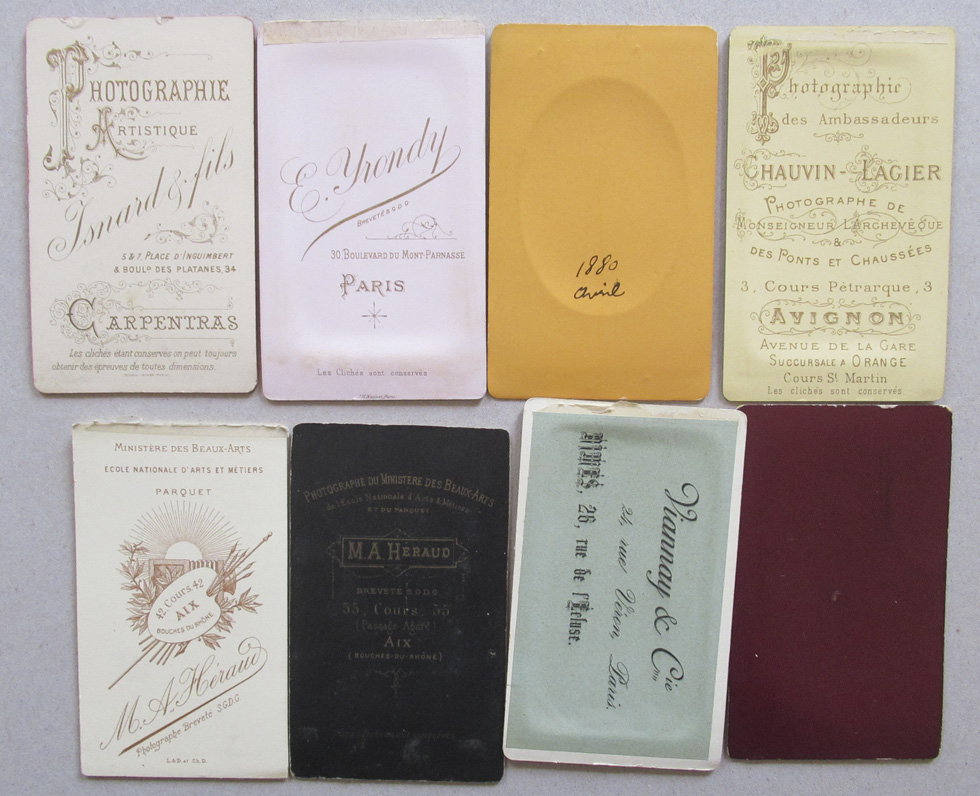 PHOTOGRAPHIE
ARTISTIQUE
Isnard & fils
5 & 7, PLACE D'INGUIMBERT
& BOULD DES PLATANES, 34
CARPENTRAS
Les clichés étant conservés on peut toujours
obtenir des épreuves de toutes dimensions.
E. Yrondy
BREVETÉ S.G.D.G
30, BOULEVARD DU MONT-PARNASSE
PARIS
Les Clichés sont conservés
1880
Avril
Photographie
des Ambassadeurs
CHAUVIN-LAGIER
PHOTOGRAPHE DE
MONSEIGNEUR L'ARCHEVÊQUE
&
DES PONTS ET CHAUSSÉES
3, Cours Pétrarque, 3
AVIGNON
AVENUE DE LA GARE
SUCCURSALE A ORANGE
Cours St Martin
Les clichés sont conservés.
MINISTÈRE DES BEAUX-ARTS
ECOLE NATIONALE D'ARTS ET MÉTIERS
PARQUET
42, Cours, 42
AIX
BOUCHES DU RHÔNE
M. A. Héraud
Photographe Breveté S.G.D.G.
PHOTOGRAPHE DU MINISTÈRE DES BEAUX-ARTS
de l'Ecole Nationale d'Arts & Métiers
ET DU PARQUET
M A HERAUD
BREVETÉ S G D G
55, Cours, 55
(Passage Agard)
AIX
(BOUCHES-DU-RHÔNE)
Viannay & Cie
24, rue Véron, Paris.
NIMES, 26, rue de l'Ecluse.